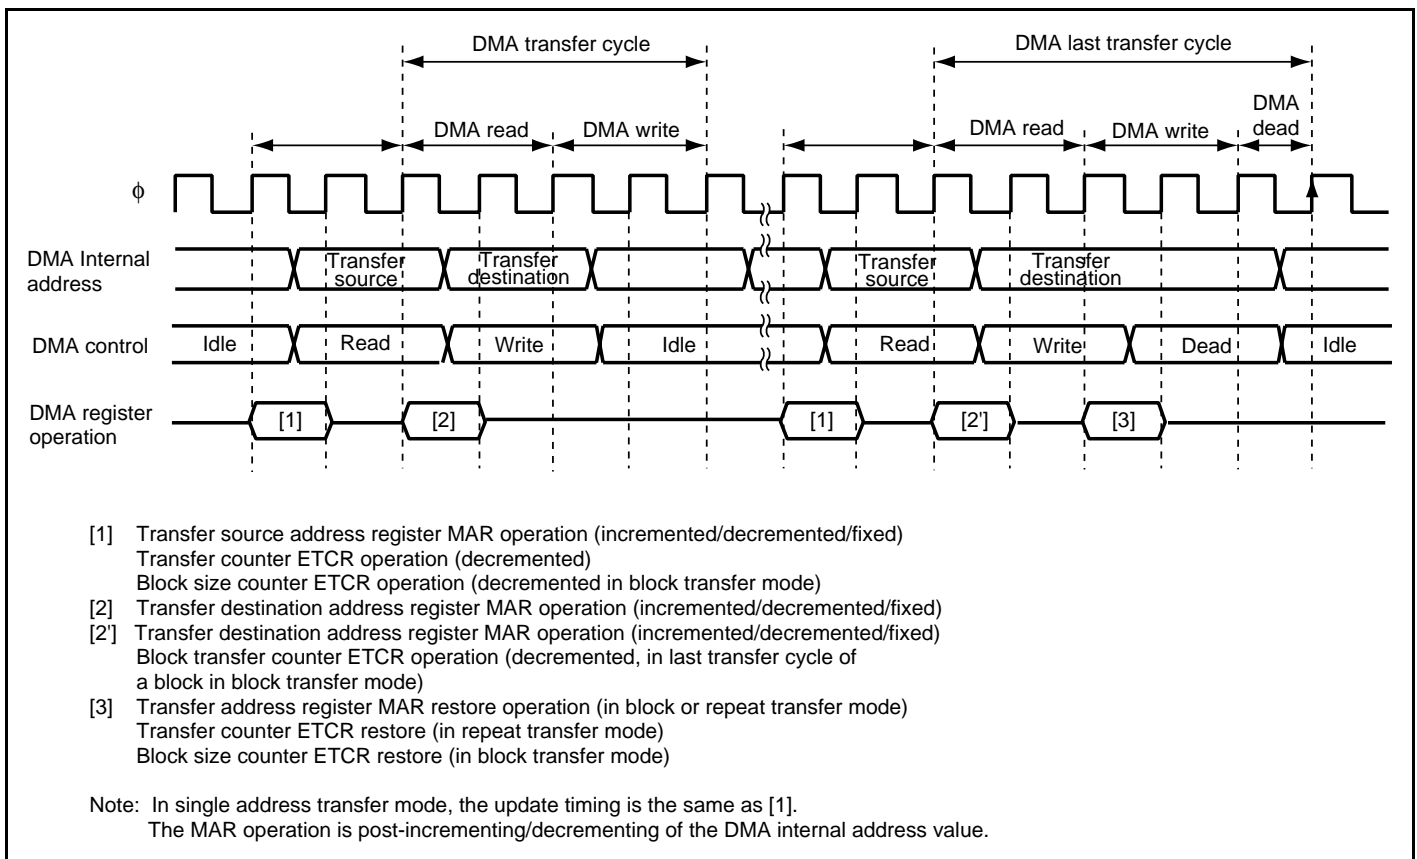 DMA transfer cycle
DMA last transfer cycle
DMA read
DMA write
DMA read
DMA write
DMA
dead
ϕ
DMA Internal
address
Transfer
source
Transfer
destination
Transfer
source
Transfer
destination
DMA control
Idle
Read
Write
Idle
Read
Write
Dead
Idle
DMA register
operation
[1]
[2]
[1]
[2']
[3]
[1] Transfer source address register MAR operation (incremented/decremented/fixed)
Transfer counter ETCR operation (decremented)
Block size counter ETCR operation (decremented in block transfer mode)
[2] Transfer destination address register MAR operation (incremented/decremented/fixed)
[2'] Transfer destination address register MAR operation (incremented/decremented/fixed)
Block transfer counter ETCR operation (decremented, in last transfer cycle of
a block in block transfer mode)
[3] Transfer address register MAR restore operation (in block or repeat transfer mode)
Transfer counter ETCR restore (in repeat transfer mode)
Block size counter ETCR restore (in block transfer mode)
Note: In single address transfer mode, the update timing is the same as [1].
The MAR operation is post-incrementing/decrementing of the DMA internal address value.